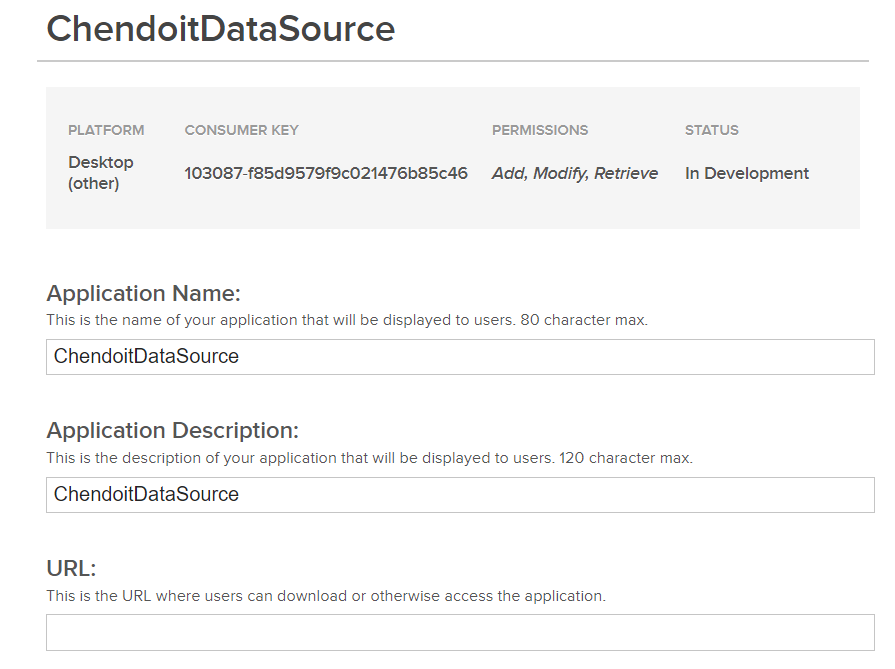 ChendoitDataSource
PLATFORM CONSUMER KEY PERMISSIONS STATUS
Desktop
(other) 103087-f85d9579f9c021476b85c46 Add, Modify, Retrieve In Development
Application Name:
This is the name of your application that will be displayed to users. 80 character max.
ChendoitDataSource
Application Description:
This is the description of your application that will be displayed to users. 120 character max.
ChendoitDataSource
URL:
This is the URL where users can download or otherwise access the application.